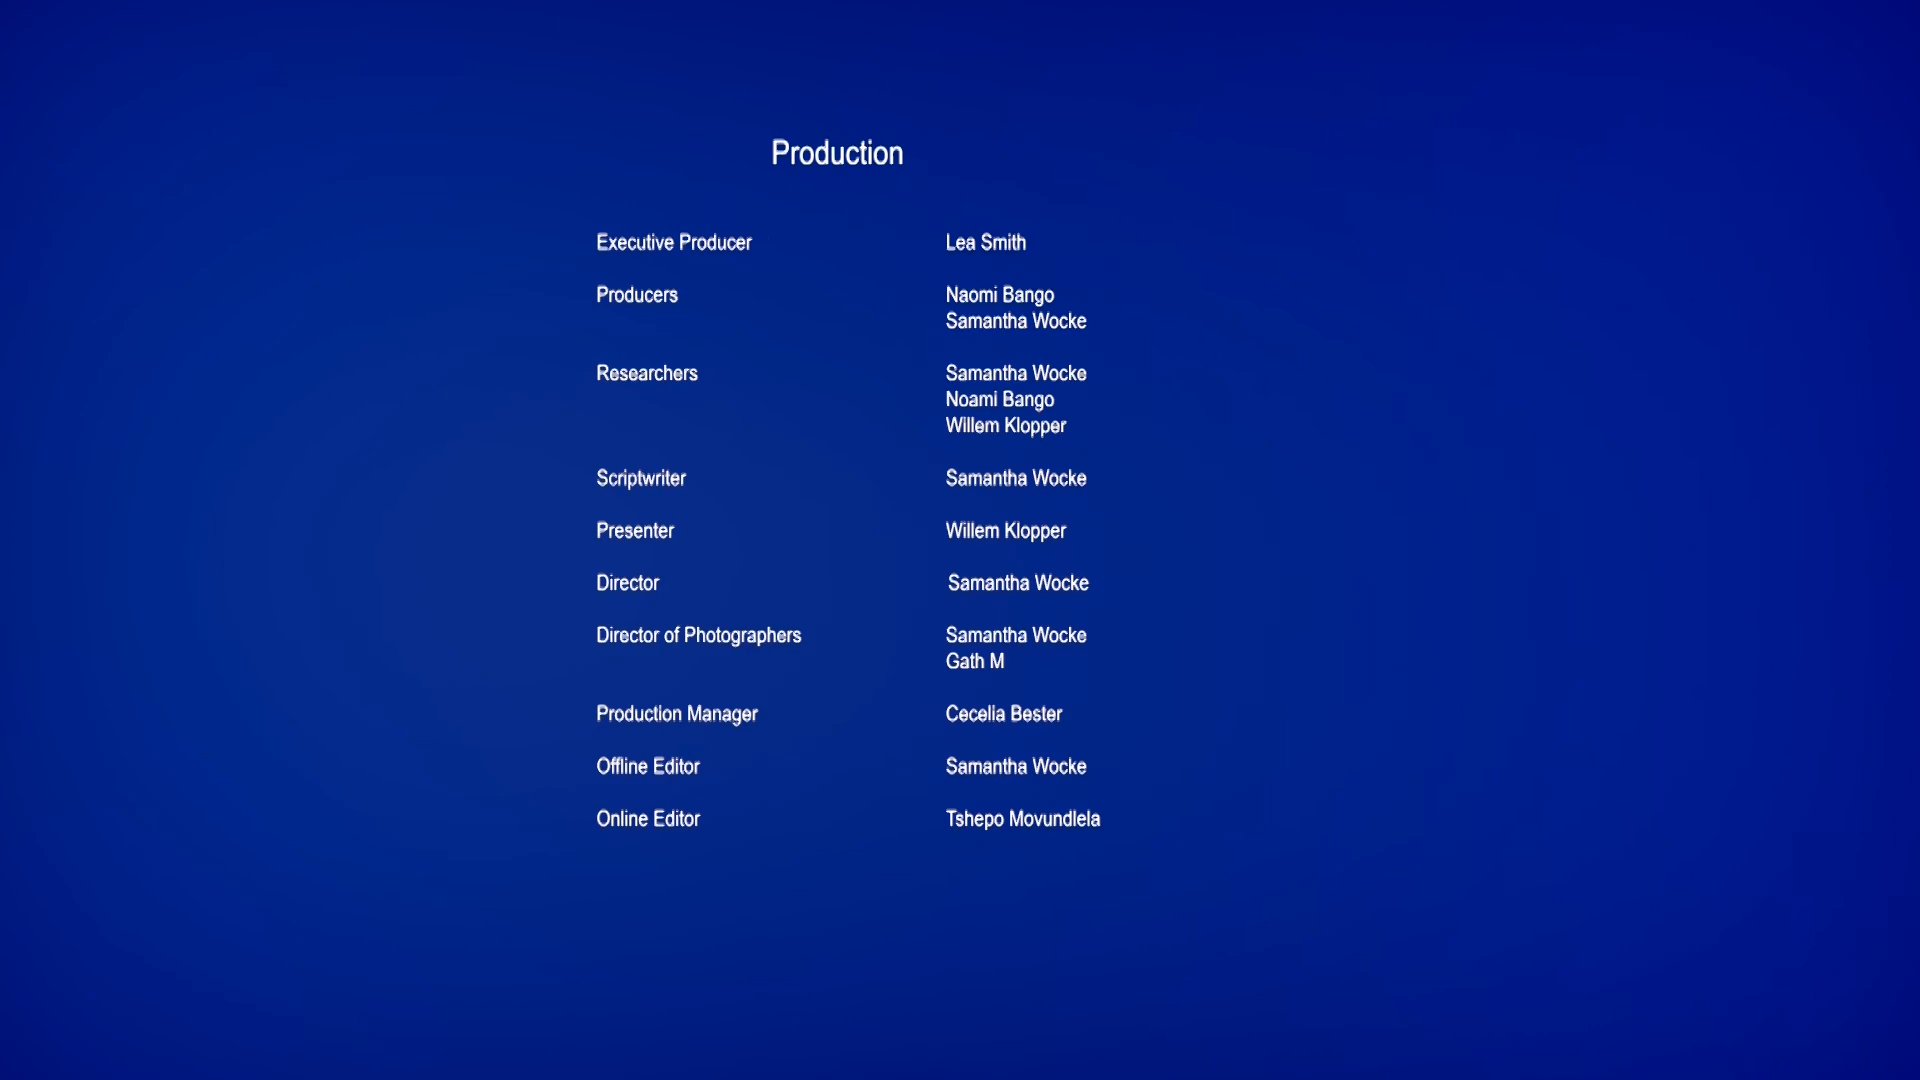 Production
Executive Producer Lea Smith
Producers Naomi Bango
Samantha Wocke
Researchers Samantha Wocke
Noami Bango
Willem Klopper
Scriptwriter Samantha Wocke
Presenter Willem Klopper
Director Samantha Wocke
Director of Photographers Samantha Wocke
Gath M
Production Manager Cecelia Bester
Offline Editor Samantha Wocke
Online Editor Tshepo Movundlela